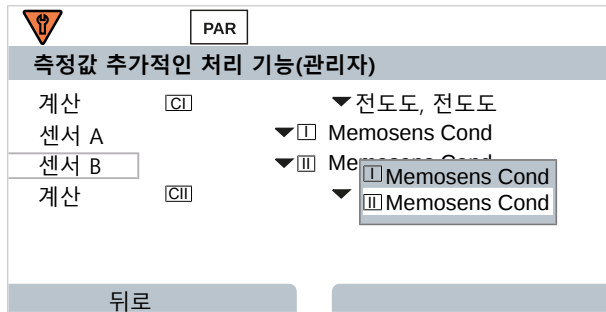 PAR
측정값 추가적인 처리 기능(관리자)
계산 CI 전도도, 전도도
센서 A I Memosens Cond
센서 B II Memosens Cond
I Memosens Cond
계산 CII
II Memosens Cond
뒤로